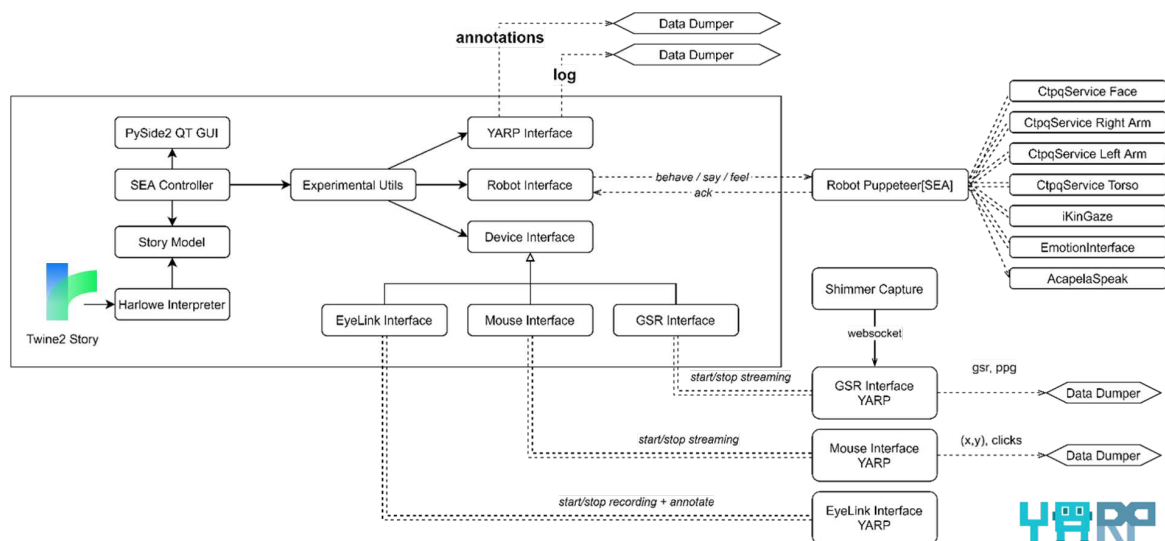 Data Dumper
annotations
Data Dumper
log
CtpqService Face
PySide2 QT GUI
YARP Interface
CtpqService Right Arm
CtpqService Left Arm
SEA Controller
Experimental Utils
Robot Interface
behave / say / feel
ack
Robot Puppeteer[SEA]
CtpqService Torso
iKinGaze
Story Model
Device Interface
EmotionInterface
AcapelaSpeak
Harlowe Interpreter
Twine2 Story
Shimmer Capture
EyeLink Interface
Mouse Interface
GSR Interface
websocket
start/stop streaming
GSR Interface
YARP
gsr, ppg
Data Dumper
start/stop streaming
Mouse Interface
YARP
(x,y), clicks
Data Dumper
start/stop recording + annotate
EyeLink Interface
YARP
YARP